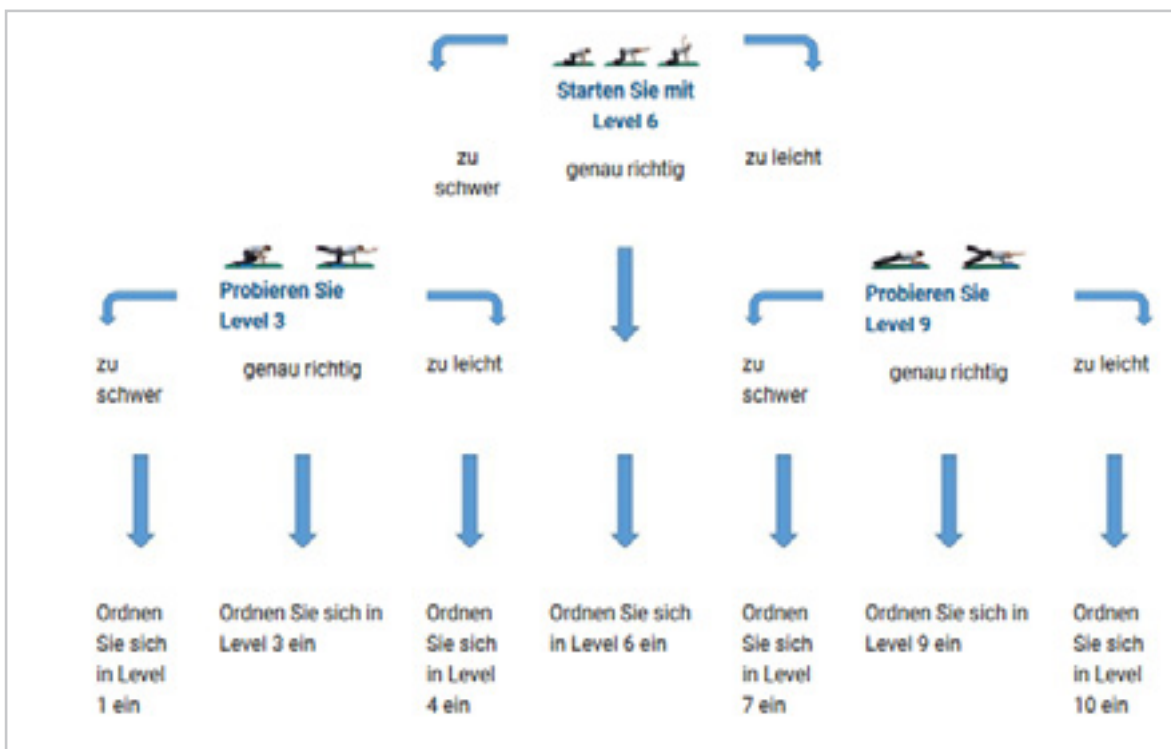 Starten Sie mit
Level 6
zu
schwer
genau richtig
zu leicht
Probieren Sie
Level 3
zu
schwer
genau richtig
zu leicht
Probieren Sie
Level 9
zu
schwer
genau richtig
zu leicht
Ordnen
Sie sich
in Level
1 ein
Ordnen Sie sich in
Level 3 ein
Ordnen
Sie sich
in Level
4 ein
Ordnen Sie sich
in Level 6 ein
Ordnen
Sie sich
in Level
7 ein
Ordnen Sie sich in
Level 9 ein
Ordnen
Sie sich
in Level
10 ein